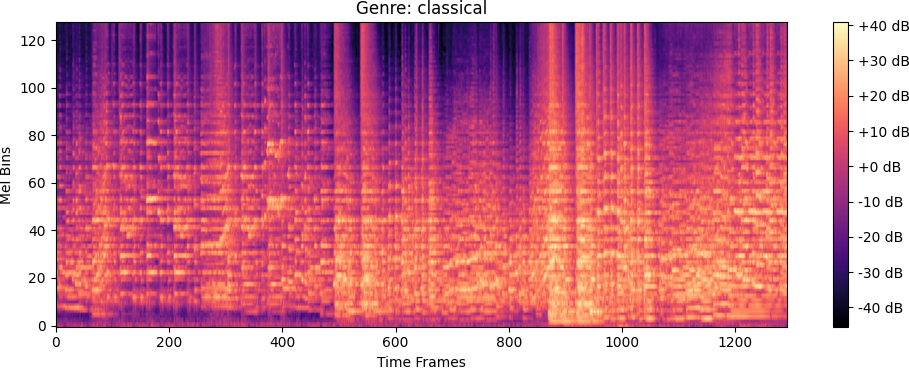 Genre: classical
120
100
80
60
40
20
0
Mel Bins
0 200 400 600 800 1000 1200
Time Frames
+40 dB
+30 dB
+20 dB
+10 dB
+0 dB
-10 dB
-20 dB
-30 dB
-40 dB